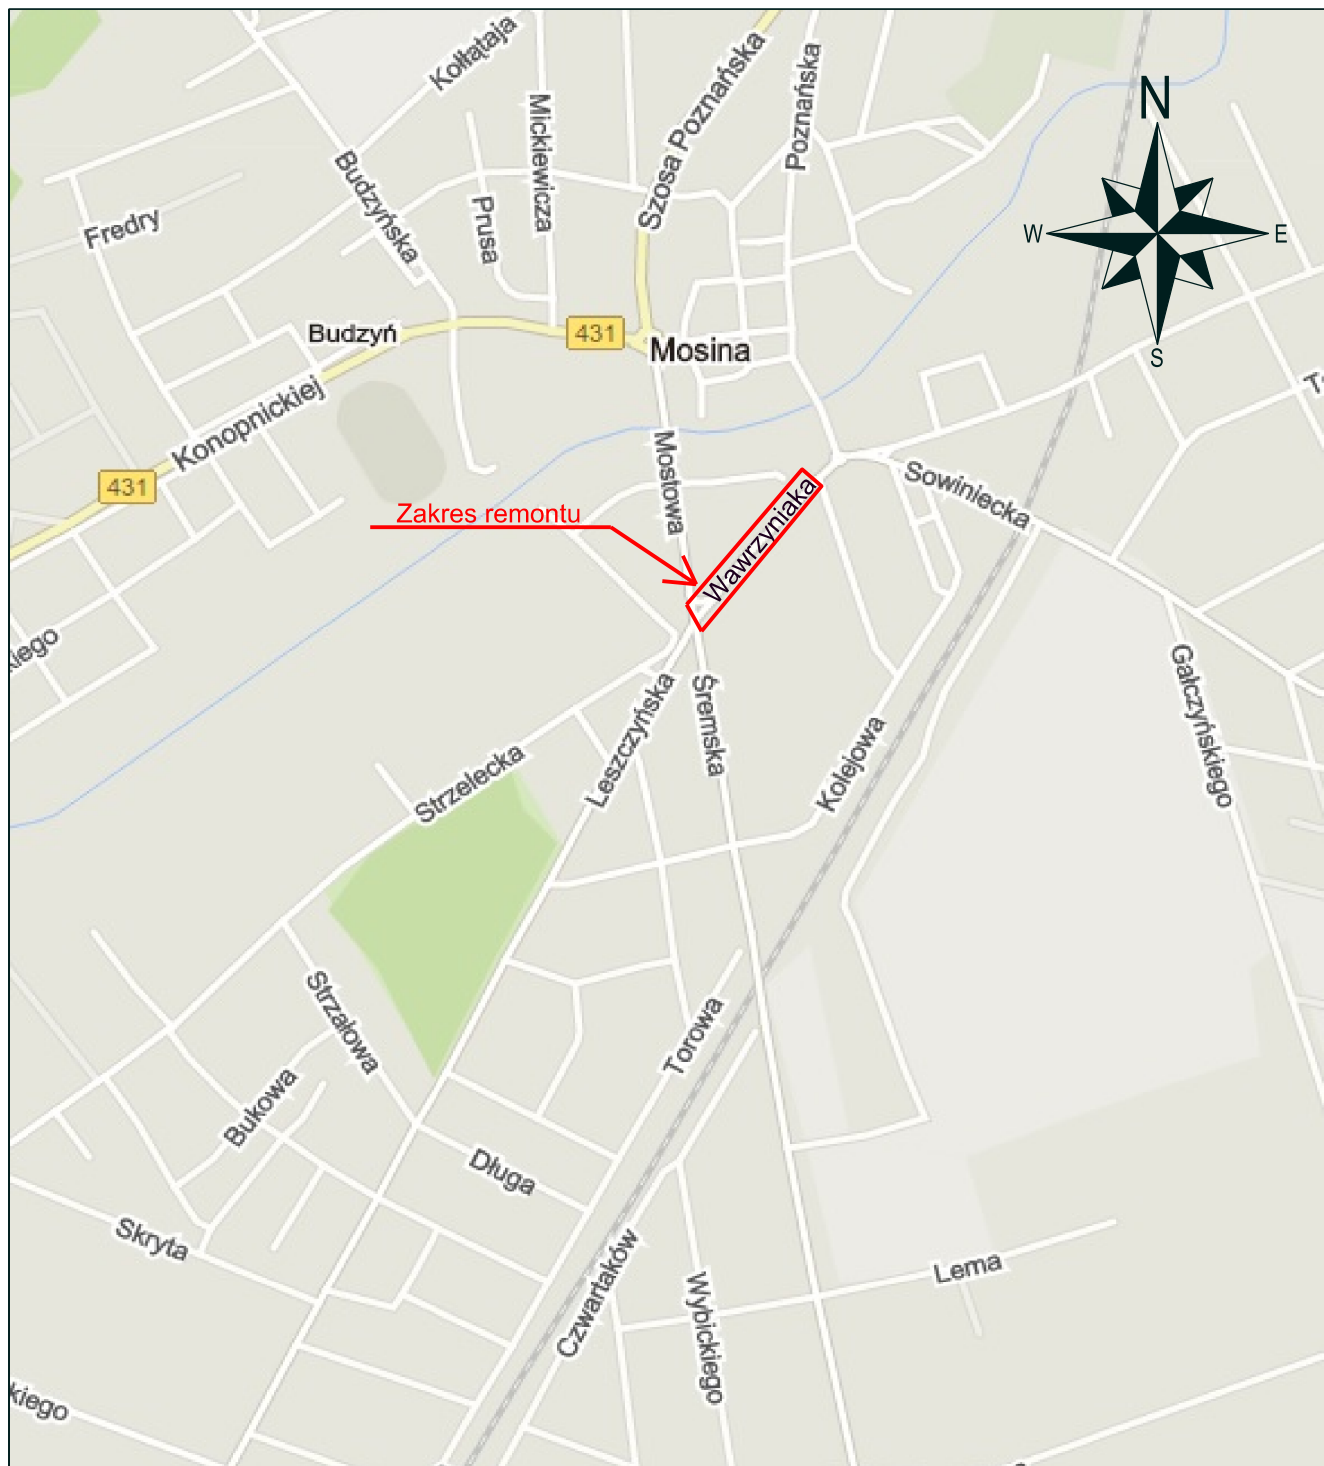 Kołłątaja
Mickiewicza
Szosa Poznańska
Poznańska
N
Budzyńska
Prusa
Fredry
W
E
S
Budzyń
431
Mosina
Konopnickiej
431
Mostowa
Sowiniecka
Zakres remontu
Wawrzyniaka
Gałczyńskiego
Leszczyńska
Śremska
Kolejowa
Strzelecka
Strzałowa
Torowa
Bukowa
Długa
Skryta
Czwartaków
Wybickiego
Lema